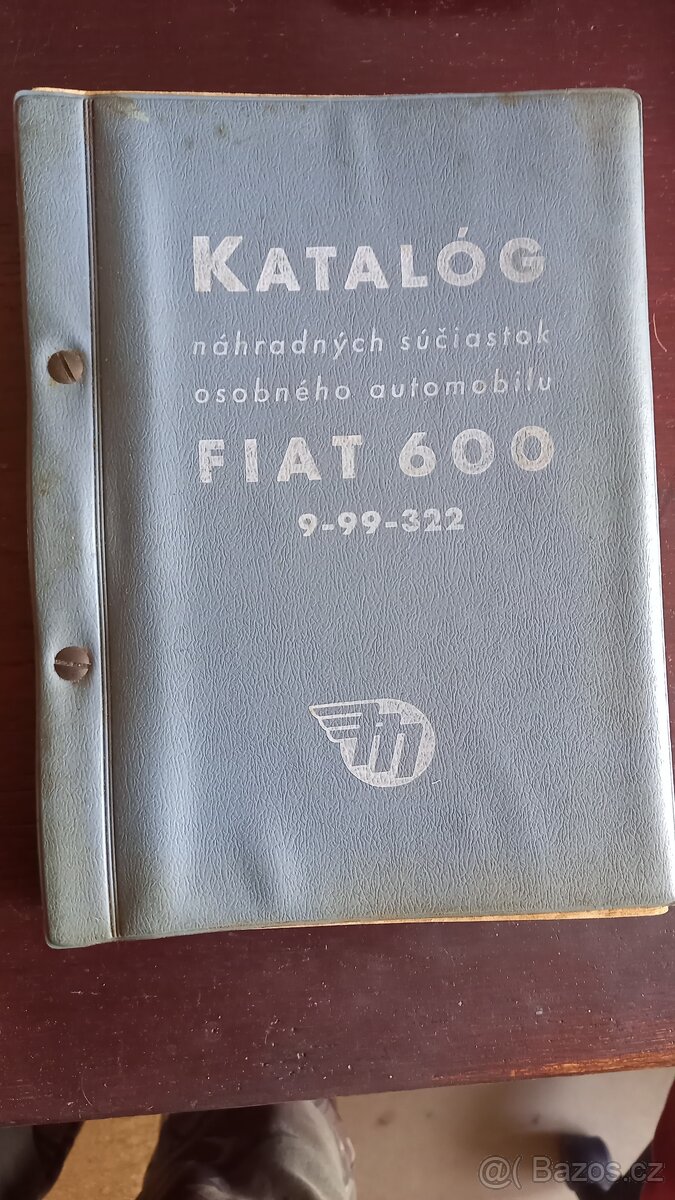 KATALÓG
náhradných súčiastok
osobného automobilu
FIAT 600
9-99-322
@( Bazos.cz